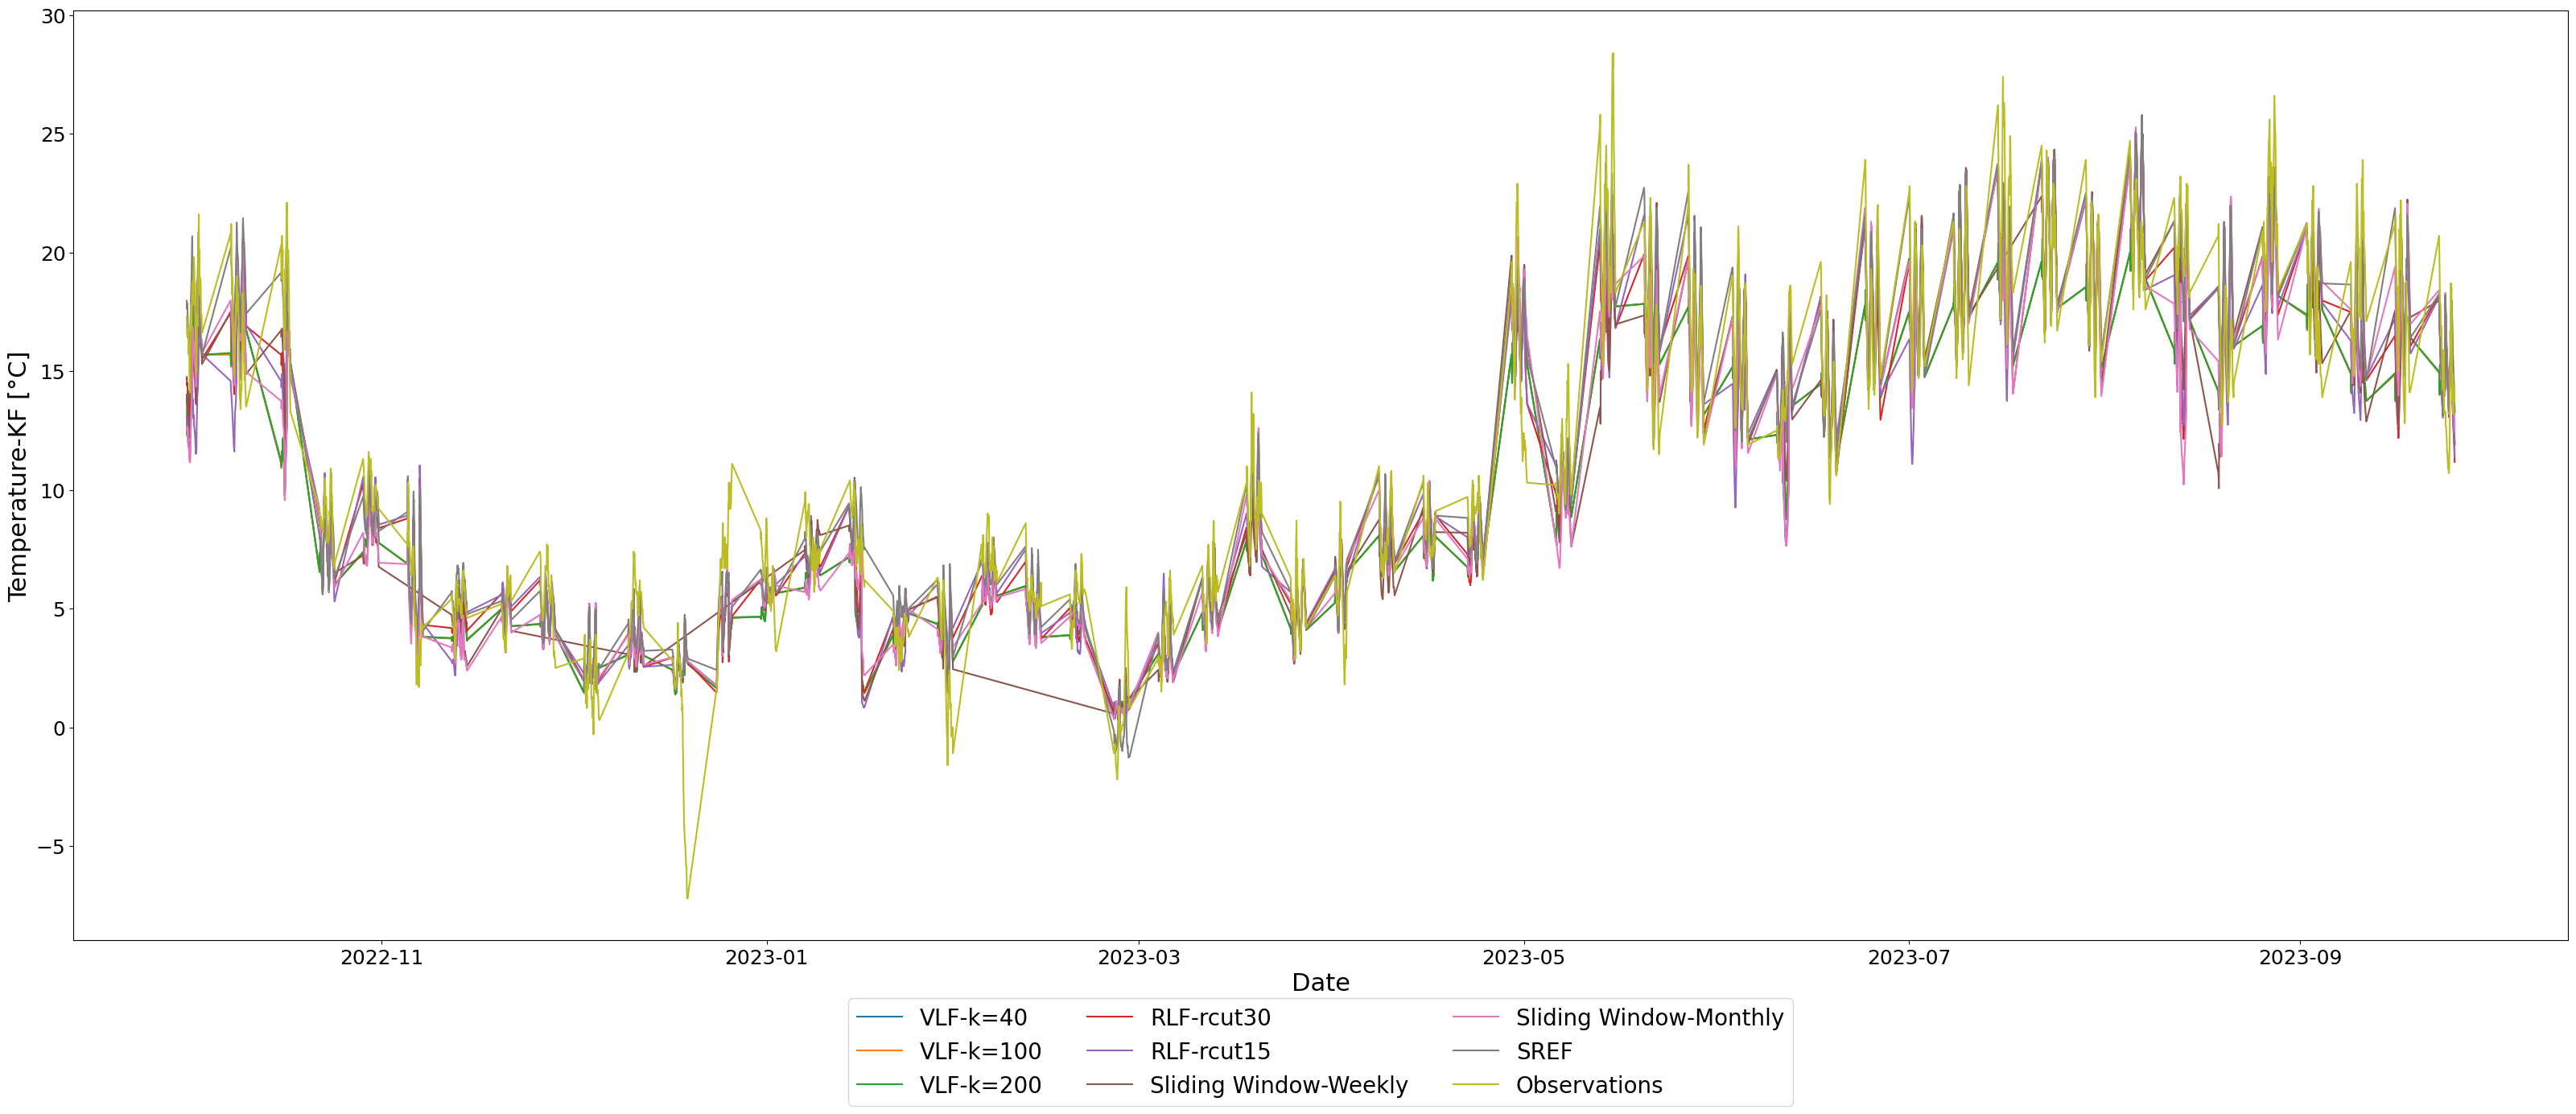 30
25
20
15
10
5
0
−5
Temperature-KF [°C]
2022-11 2023-01 2023-03 2023-05 2023-07 2023-09
Date
VLF-k=40 RLF-rcut30 Sliding Window-Monthly
VLF-k=100 RLF-rcut15 SREF
VLF-k=200 Sliding Window-Weekly Observations